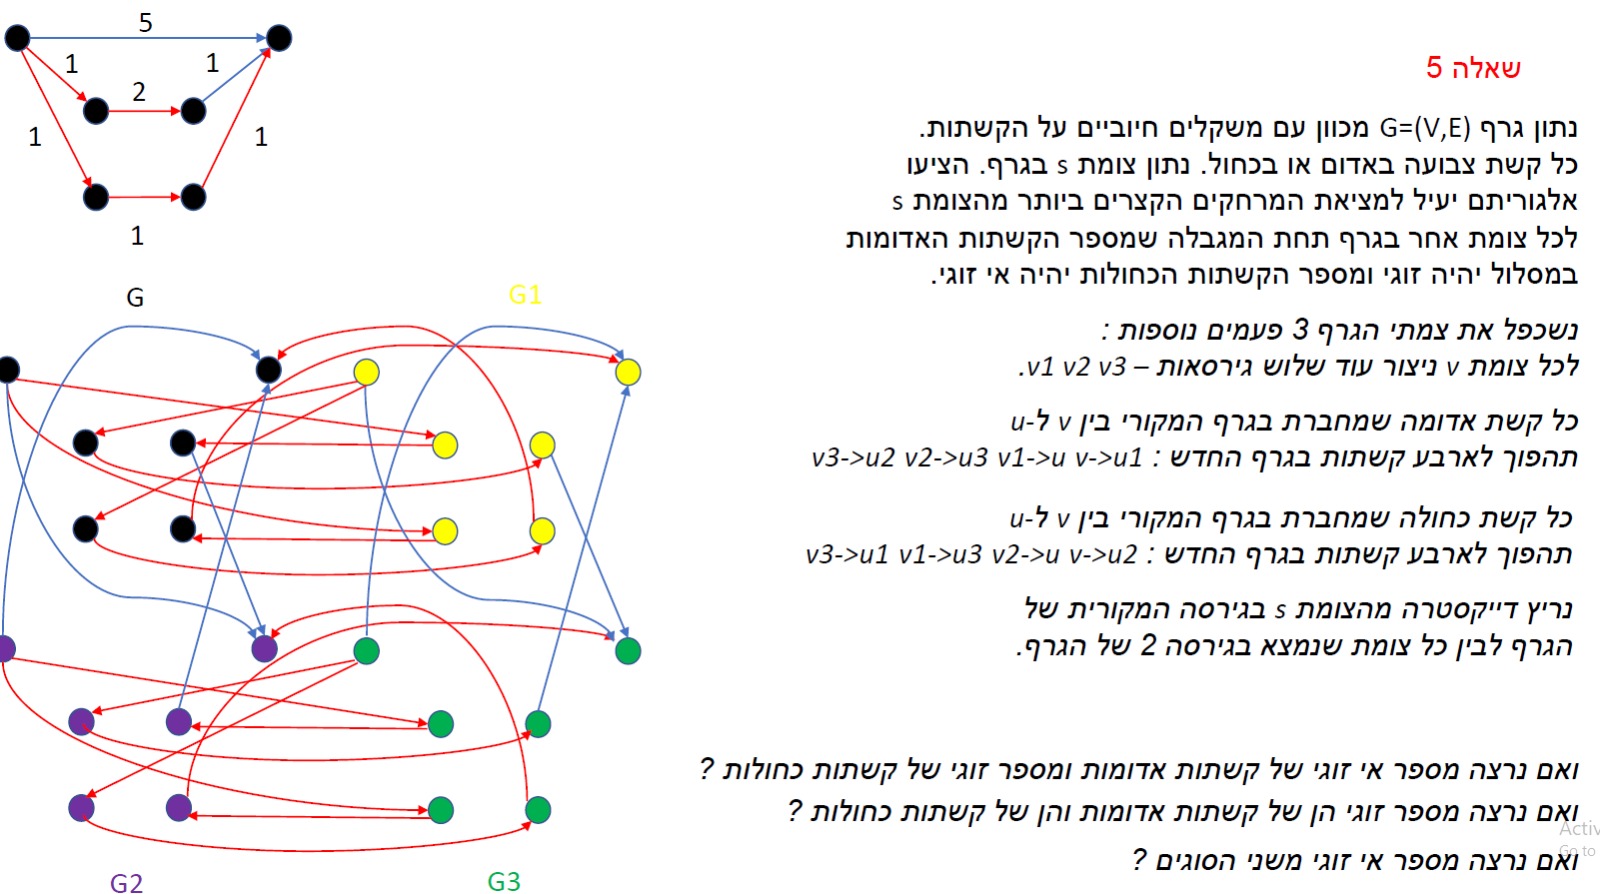 שאלה 5
נתון גרף G=(V,E) מכוון עם משקלים חיוביים על הקשתות.
כל קשת צבועה באדום או בכחול. נתון צומת s בגרף. הציעו
אלגוריתם יעיל למציאת המרחקים הקצרים ביותר מהצומת s
לכל צומת אחר בגרף תחת המגבלה שמספר הקשתות האדומות
במסלול יהיה זוגי ומספר הקשתות הכחולות יהיה אי זוגי.
נשכפל את צמתי הגרף 3 פעמים נוספות :
לכל צומת v ניצור עוד שלוש גירסאות – v1 v2 v3.
כל קשת אדומה שמחברת בגרף המקורי בין v ל-u
תהפוך לארבע קשתות בגרף החדש : v3->u2 v2->u3 v1->u v->u1
כל קשת כחולה שמחברת בגרף המקורי בין v ל-u
תהפוך לארבע קשתות בגרף החדש : v3->u1 v1->u3 v2->u v->u2
נריץ דייקסטרה מהצומת s בגירסה המקורית של
הגרף לבין כל צומת שנמצא בגירסה 2 של הגרף.
ואם נרצה מספר אי זוגי של קשתות אדומות ומספר זוגי של קשתות כחולות ?
ואם נרצה מספר זוגי הן של קשתות אדומות והן של קשתות כחולות ?
ואם נרצה מספר אי זוגי משני הסוגים ?
5
1
1
2
1
1
1
G
G1
G2
G3
Activ
Go to